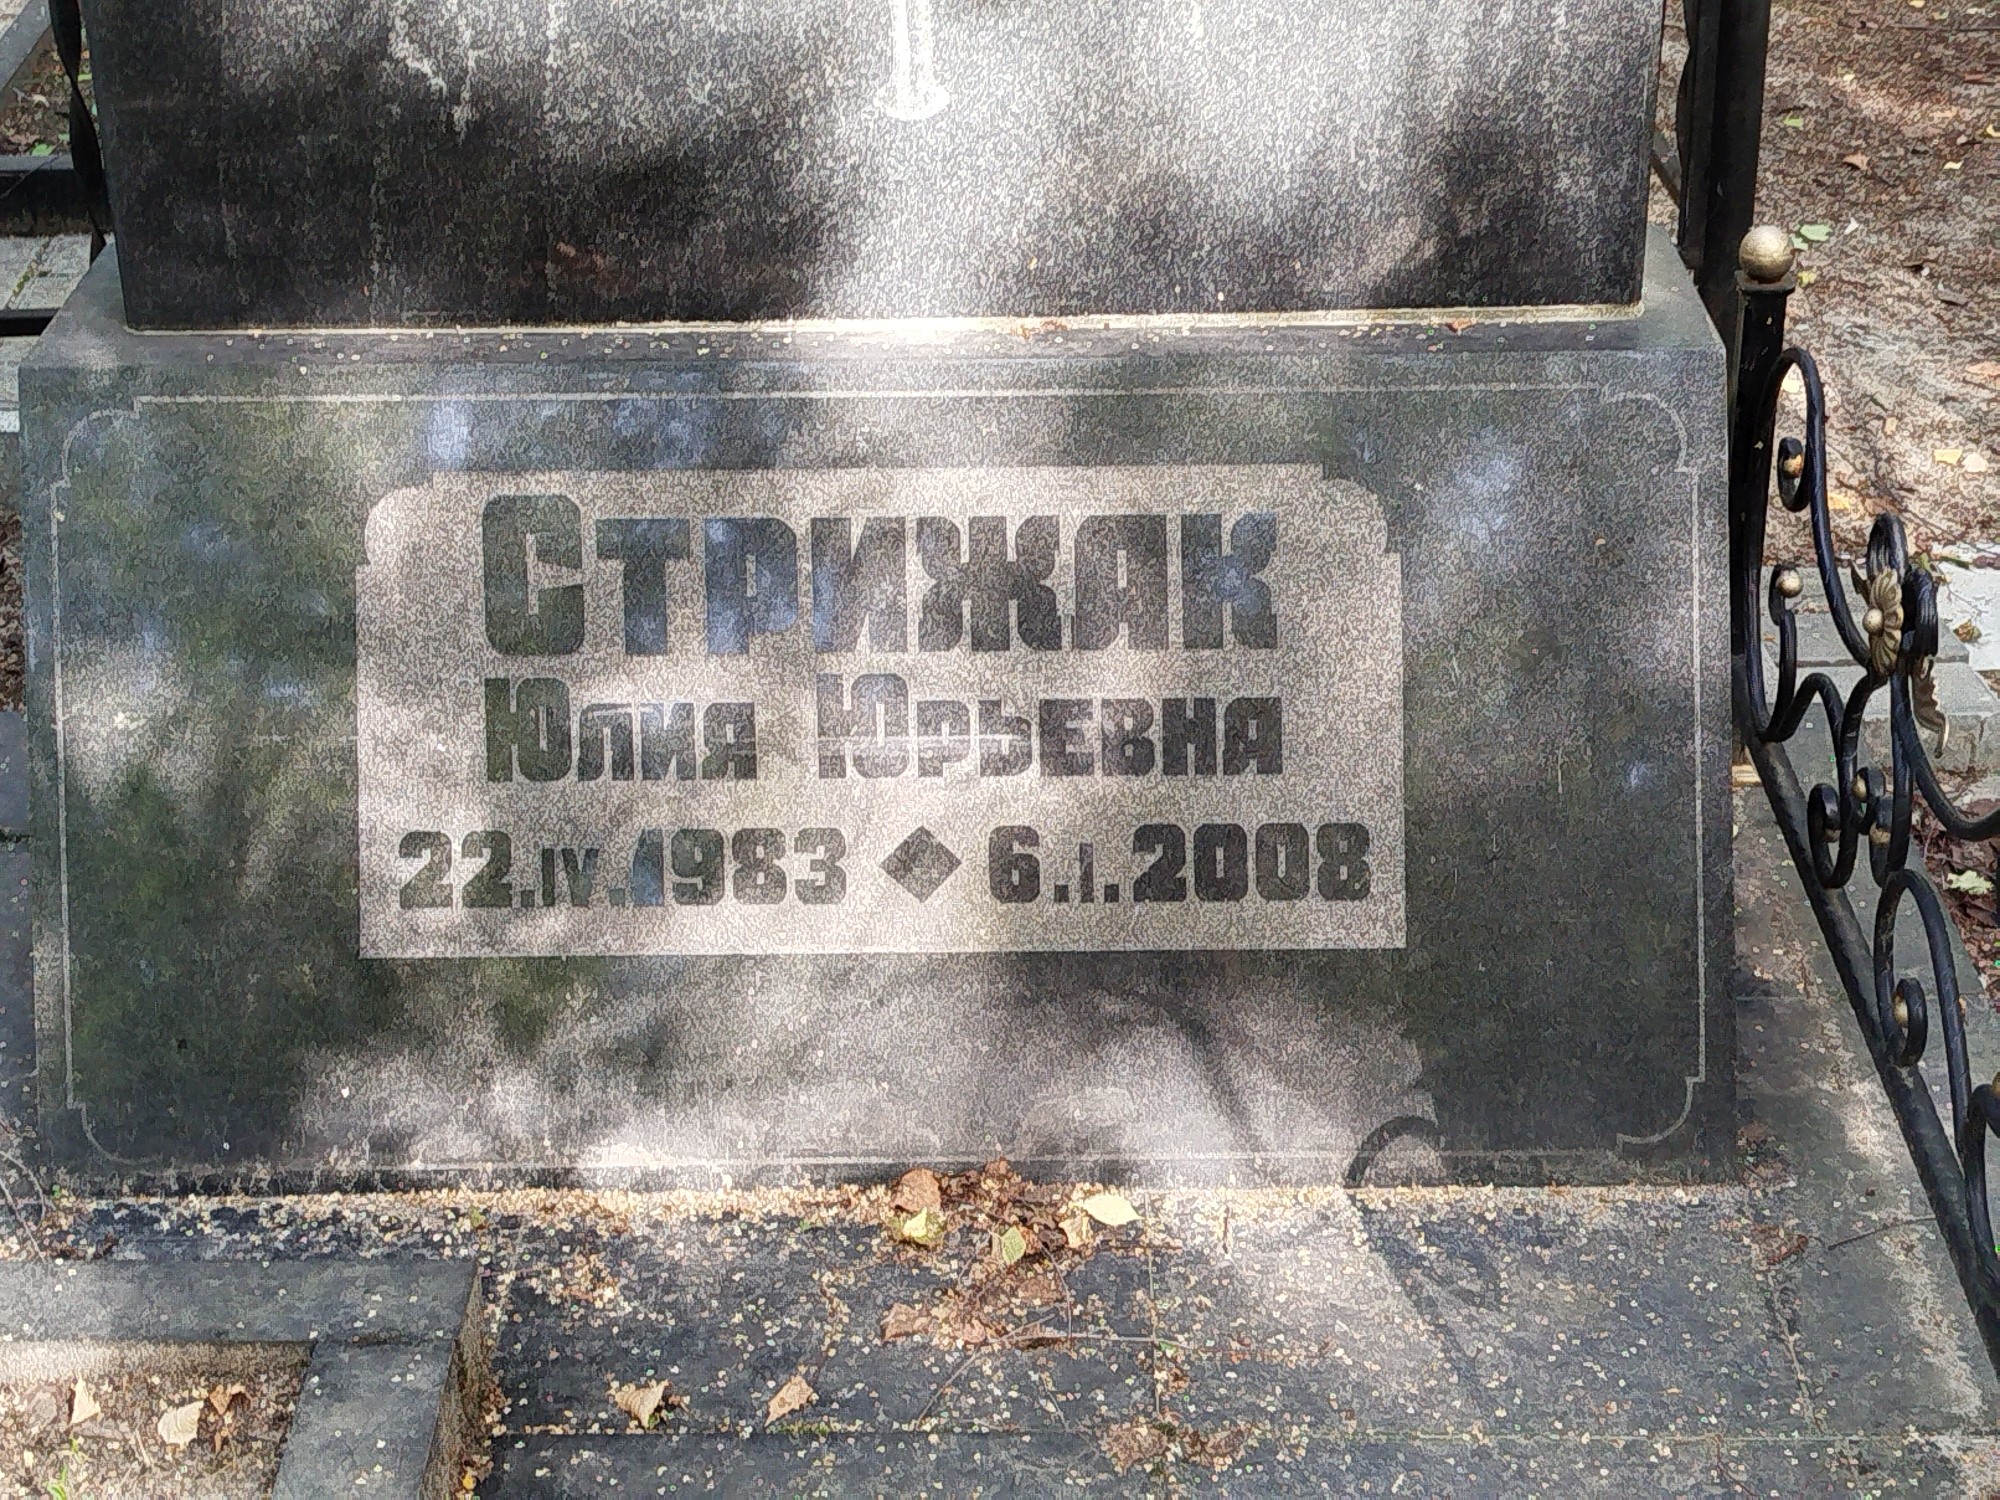 Стрижак
Юлия Юрьевна
22.IV.1983 ◆ 6.I.2008